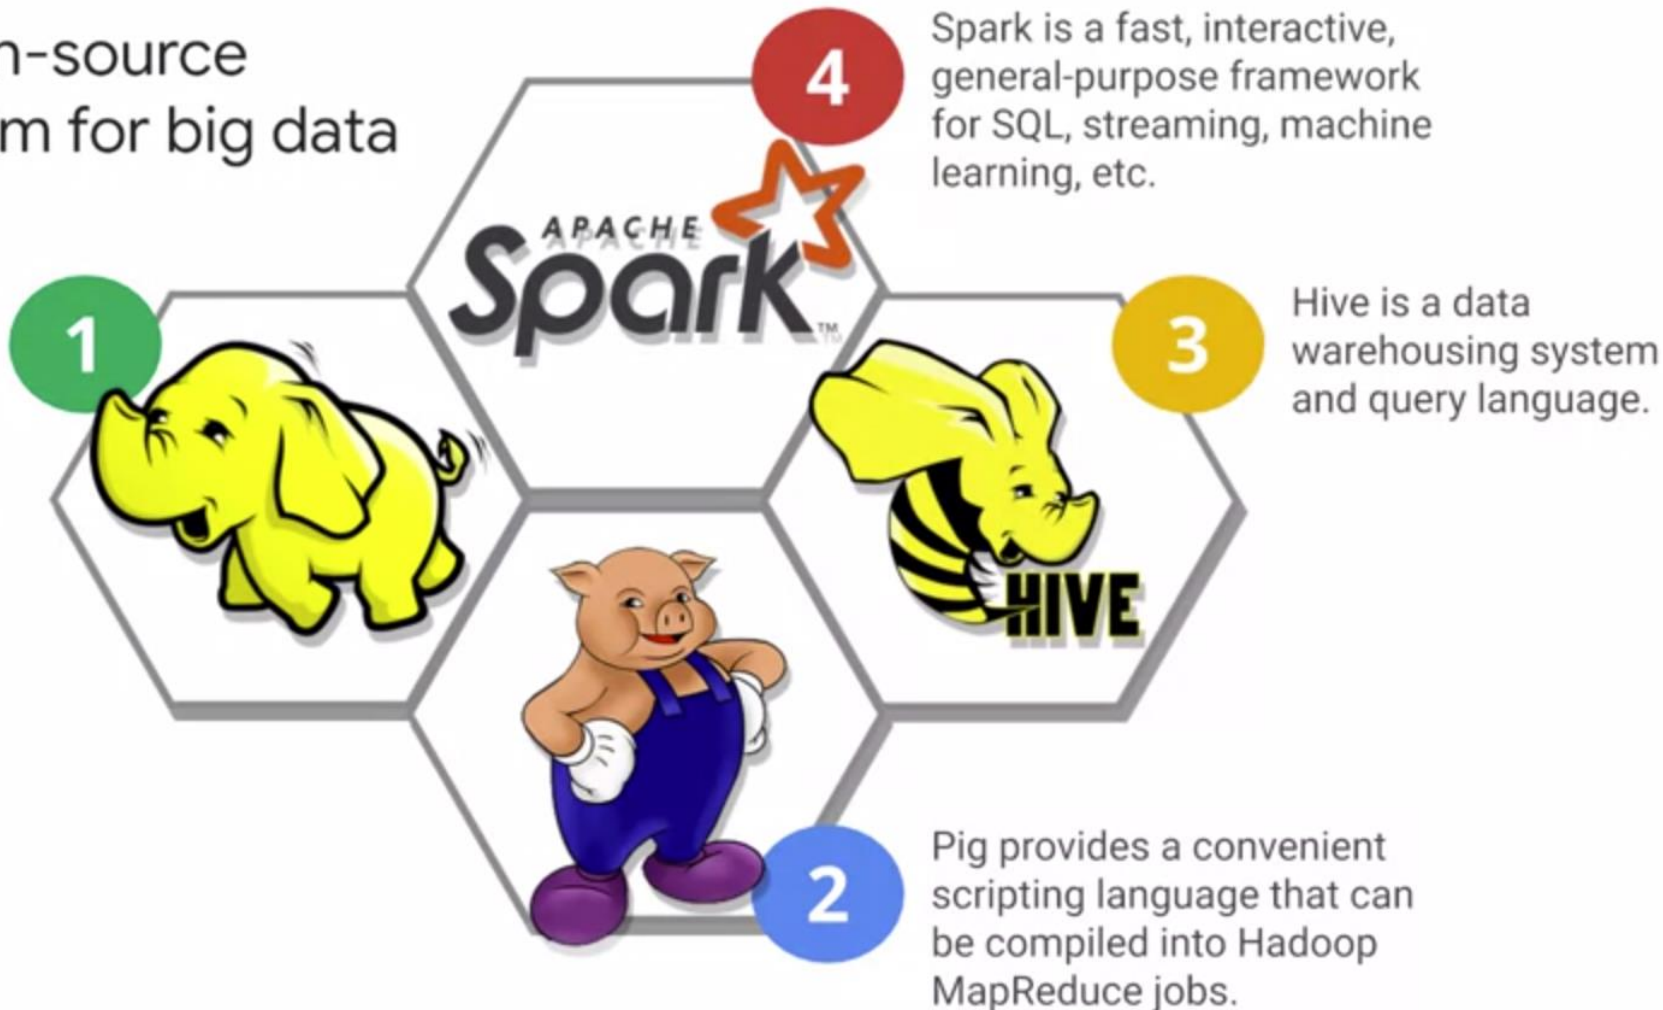 n-source
m for big data
4
Spark is a fast, interactive,
general-purpose framework
for SQL, streaming, machine
learning, etc.
APACHE
Spark
TM
1
3
Hive is a data
warehousing system
and query language.
HIVE
2
Pig provides a convenient
scripting language that can
be compiled into Hadoop
MapReduce jobs.